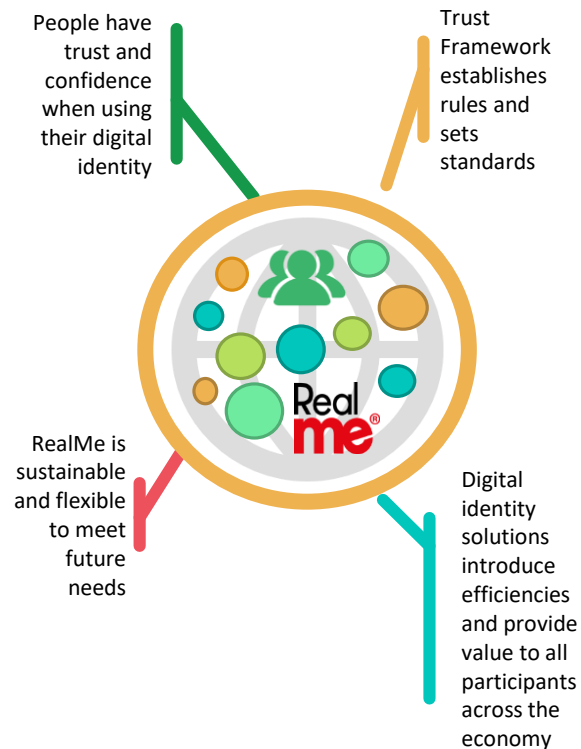 People have
trust and
confidence
when using
their digital
identity
Trust
Framework
establishes
rules and
sets
standards
Real
me®
RealMe is
sustainable
and flexible
to meet
future
needs
Digital
identity
solutions
introduce
efficiencies
and provide
value to all
participants
across the
economy